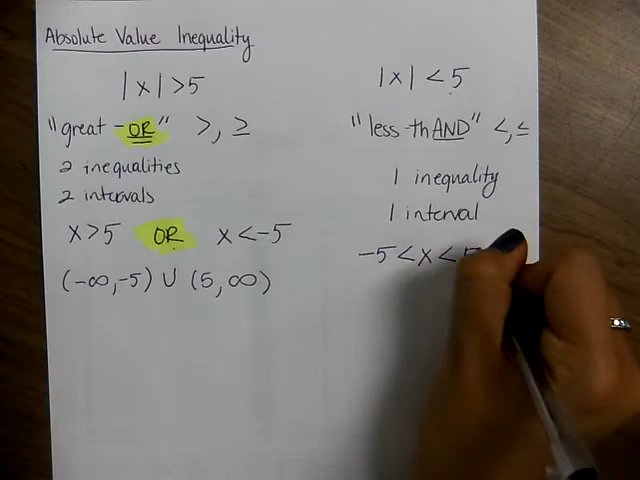 Absolute Value Inequality
|x| > 5
"great-OR" >, ≥
2 inequalities
2 intervals
x > 5 OR x < -5
(-∞, -5) ∪ (5, ∞)
|x| < 5
"less-thAND" <, ≤
1 inequality
1 interval
-5 < x < 5